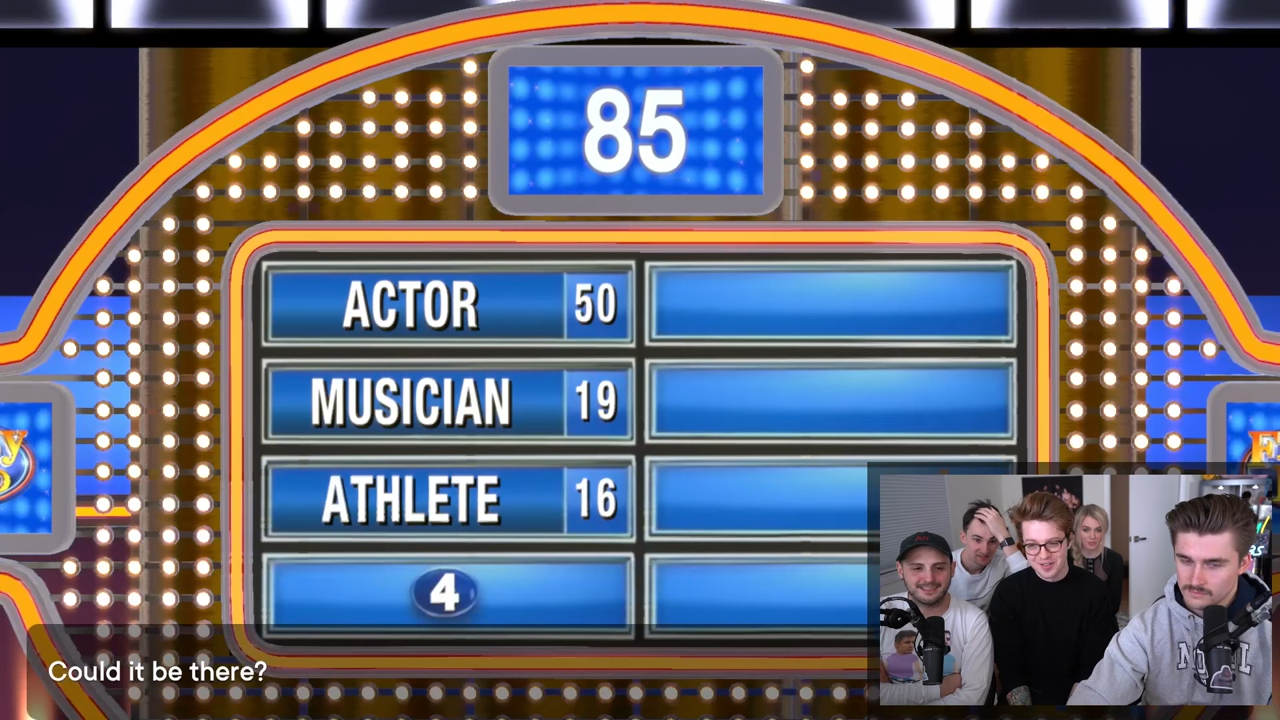 85
ACTOR 50
MUSICIAN 19
ATHLETE 16
4
Could it be there?